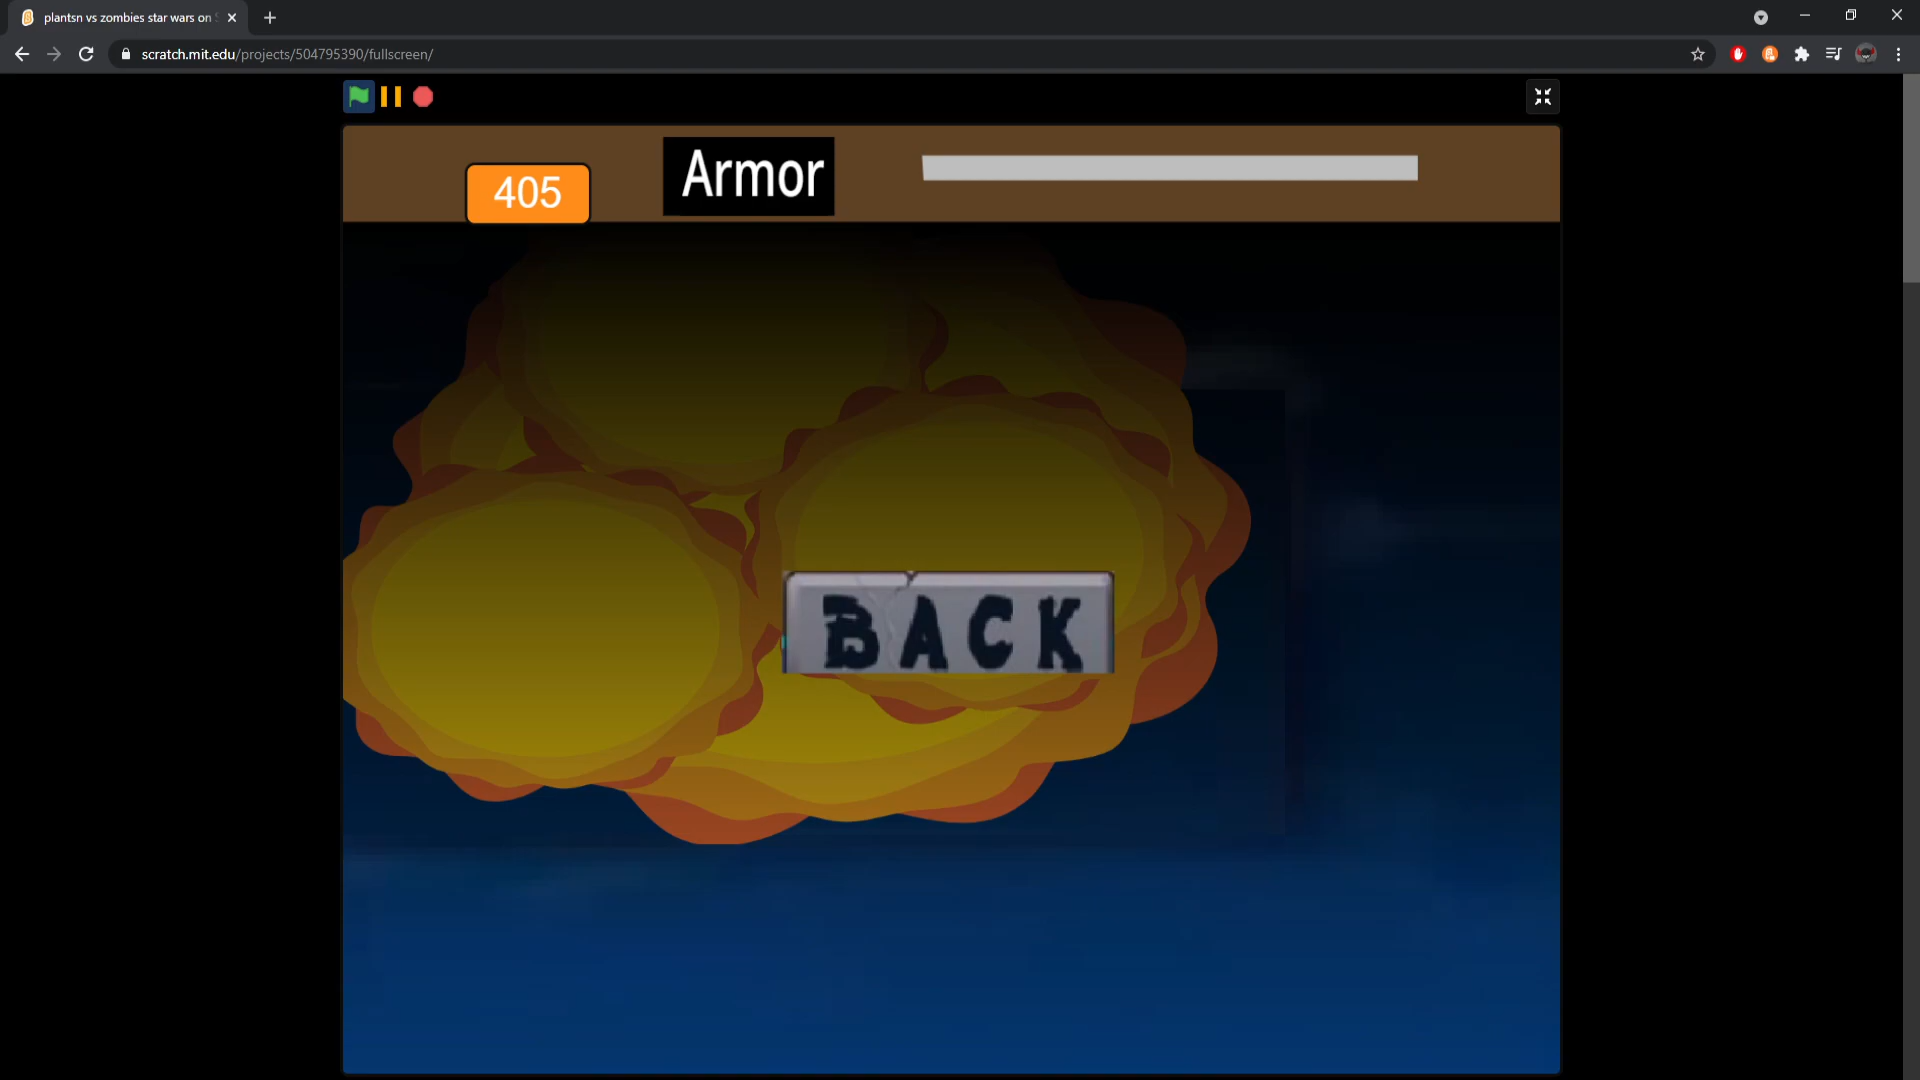 plantsn vs zombies star wars on S
scratch.mit.edu/projects/504795390/fullscreen/
405
Armor
BACK